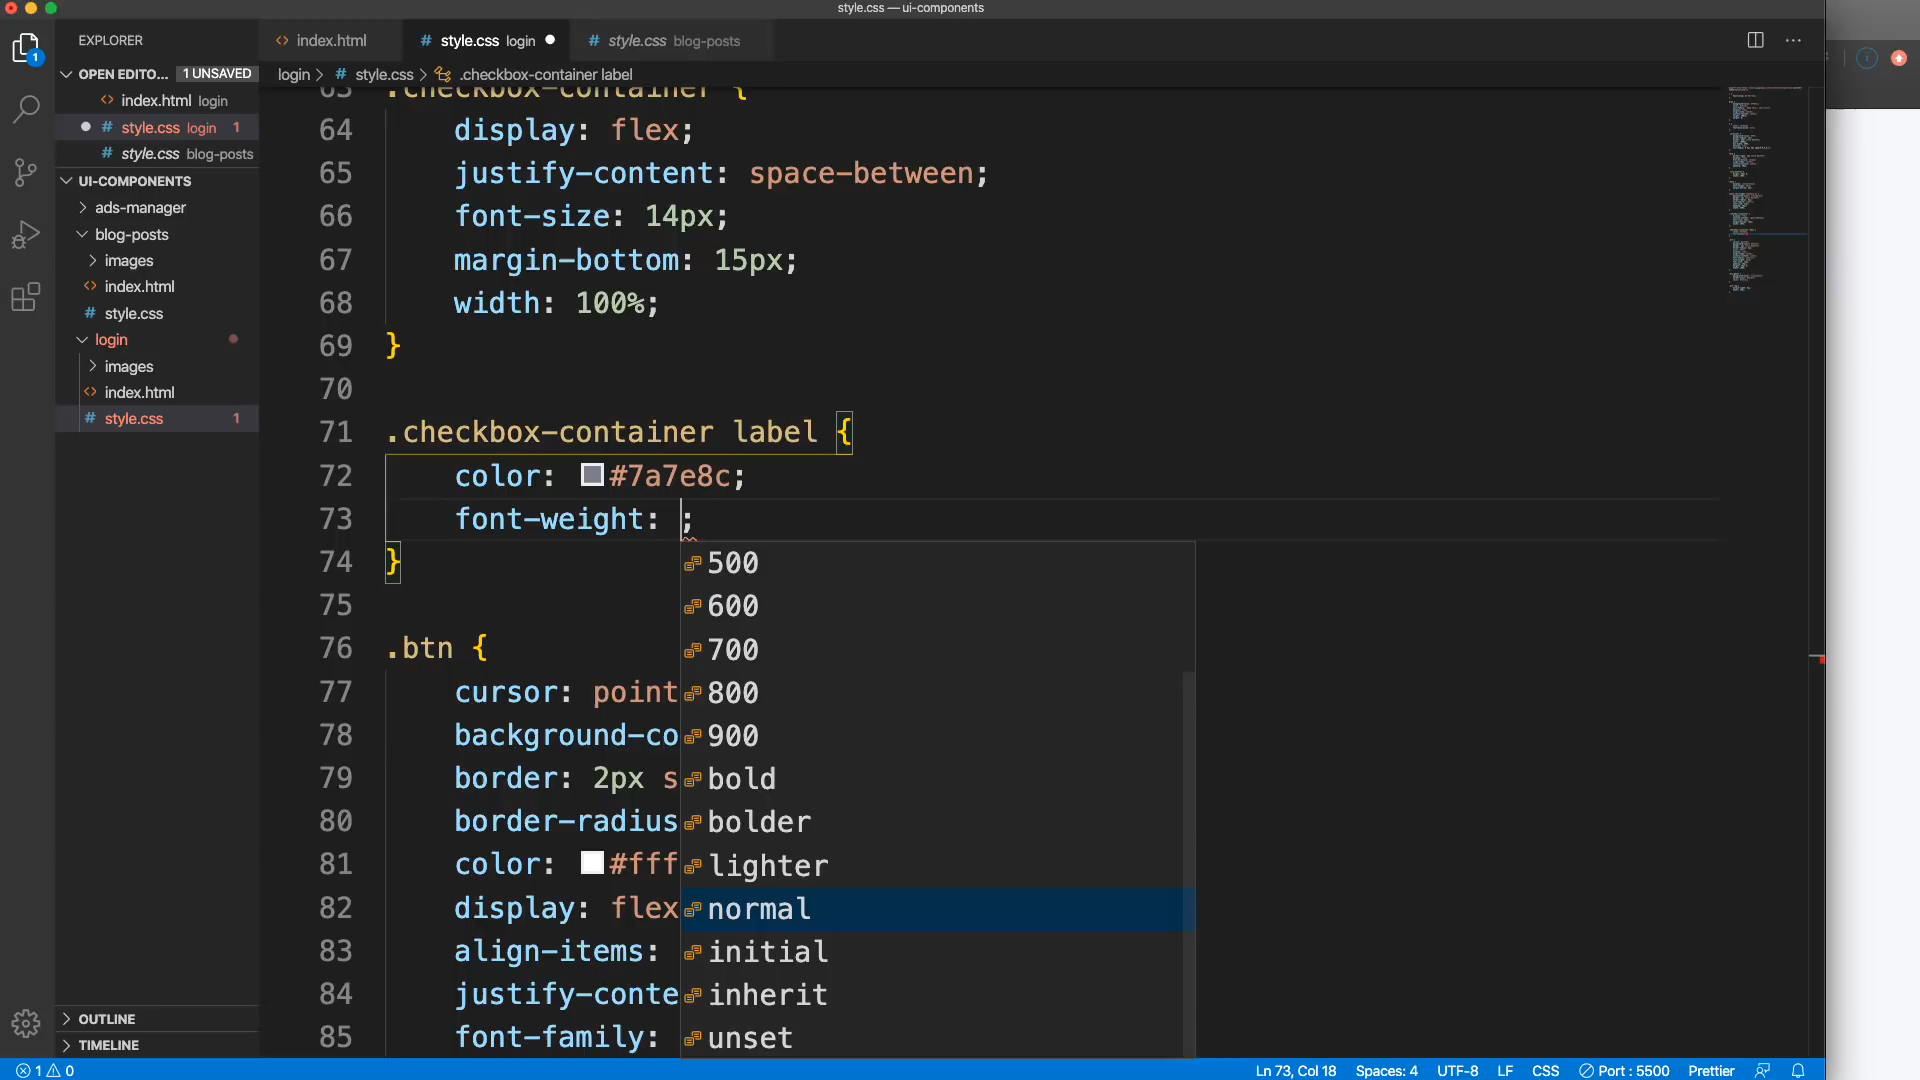 style.css — ui-components
EXPLORER
index.html
style.css login
style.css blog-posts
OPEN EDITO... 1 UNSAVED
login > # style.css > .checkbox-container label
index.html login
# style.css login 1
# style.css blog-posts
UI-COMPONENTS
ads-manager
blog-posts
images
index.html
# style.css
login
images
index.html
# style.css 1
OUTLINE
TIMELINE
63 .checkbox-container {
64 display: flex;
65 justify-content: space-between;
66 font-size: 14px;
67 margin-bottom: 15px;
68 width: 100%;
69 }
70
71 .checkbox-container label {
72 color: #7a7e8c;
73 font-weight: ;
74 }
75
76 .btn {
77 cursor: point
78 background-co
79 border: 2px s
80 border-radius
81 color: #fff
82 display: flex
83 align-items:
84 justify-conte
85 font-family:
500
600
700
800
900
bold
bolder
lighter
normal
initial
inherit
unset
1 0
Ln 73, Col 18 Spaces: 4 UTF-8 LF CSS Port : 5500 Prettier